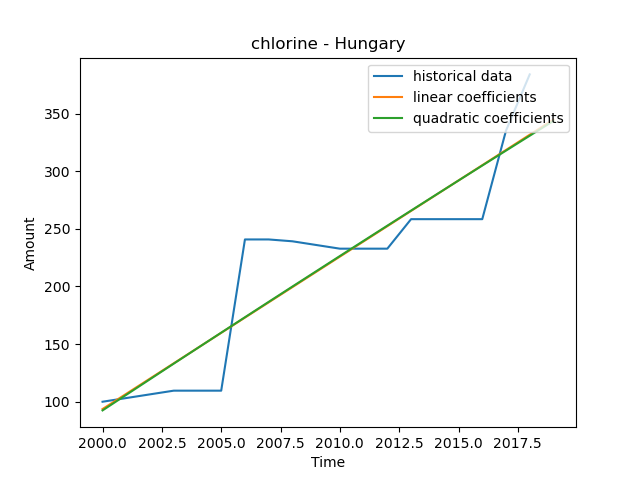 chlorine - Hungary
historical data
linear coefficients
quadratic coefficients
Amount
350
300
250
200
150
100
2000.0 2002.5 2005.0 2007.5 2010.0 2012.5 2015.0 2017.5
Time